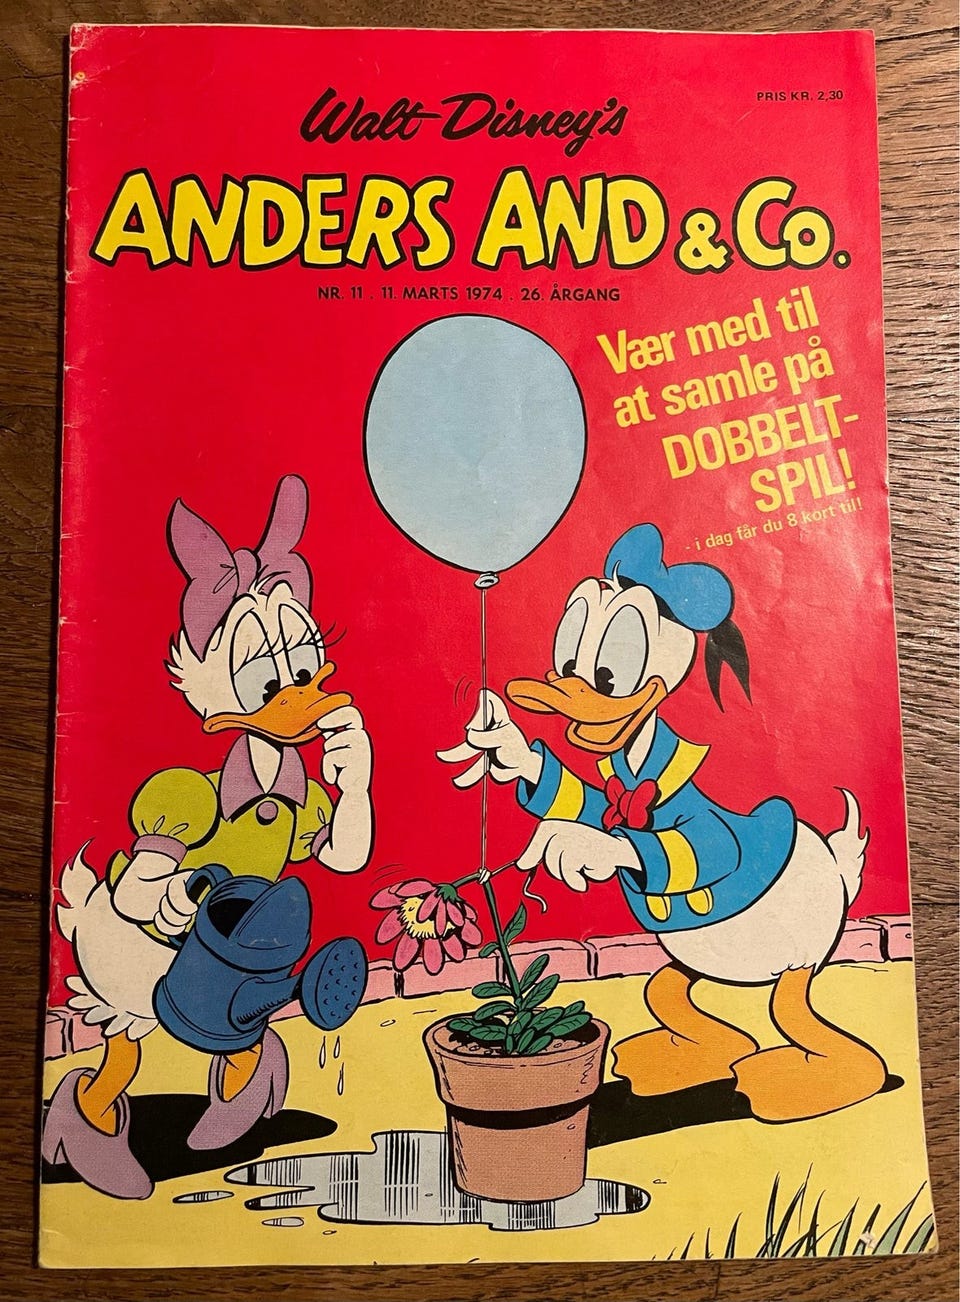 Walt Disney's
PRIS KR. 2,30
ANDERS AND & Co.
NR. 11 . 11. MARTS 1974 . 26. ÅRGANG
Vær med til
at samle på
DOBBELT-
SPIL!
- i dag får du 8 kort til!